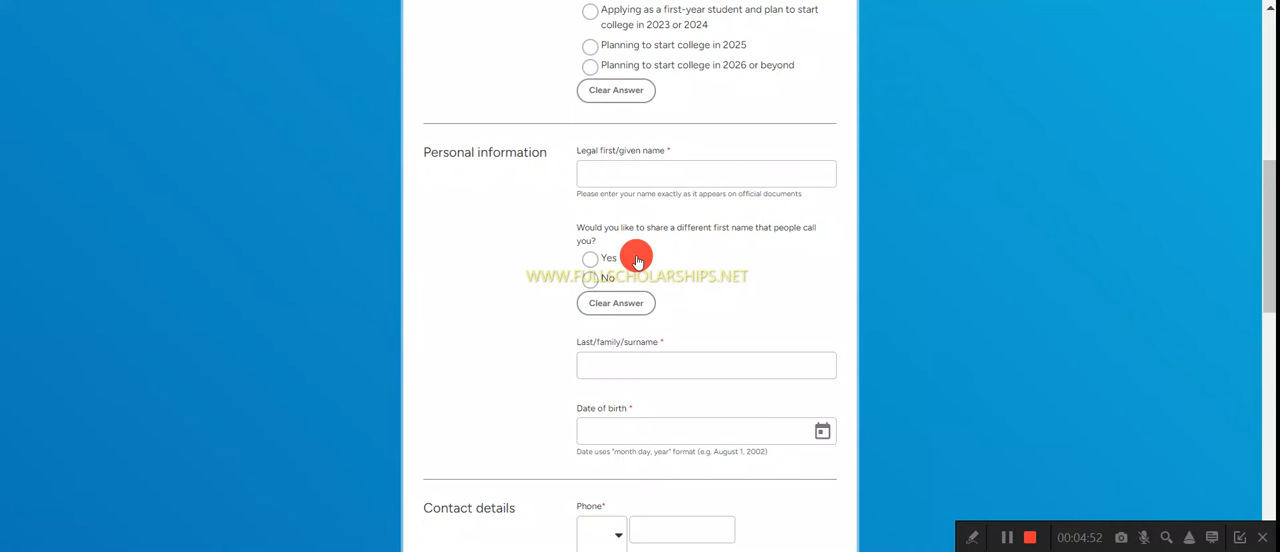 Applying as a first-year student and plan to start
college in 2023 or 2024
Planning to start college in 2025
Planning to start college in 2026 or beyond
Clear Answer
Personal information
Legal first/given name *
Please enter your name exactly as it appears on official documents
Would you like to share a different first name that people call
you?
Yes
WWW.FULLSCHOLARSHIPS.NET
No
Clear Answer
Last/family/surname *
Date of birth *
Date uses "month day, year" format (e.g. August 1, 2002)
Contact details
Phone*
00:04:52